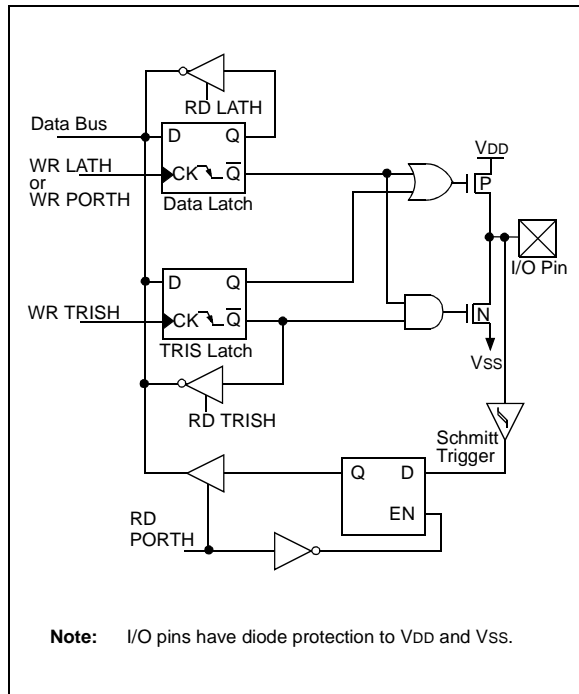 RD LATH
Data Bus
D Q
WR LATH
or
WR PORTH
CK Q
Data Latch
VDD
P
I/O Pin
D Q
WR TRISH
CK Q
TRIS Latch
N
VSS
RD TRISH
Schmitt
Trigger
Q D
EN
RD
PORTH
Note: I/O pins have diode protection to VDD and VSS.